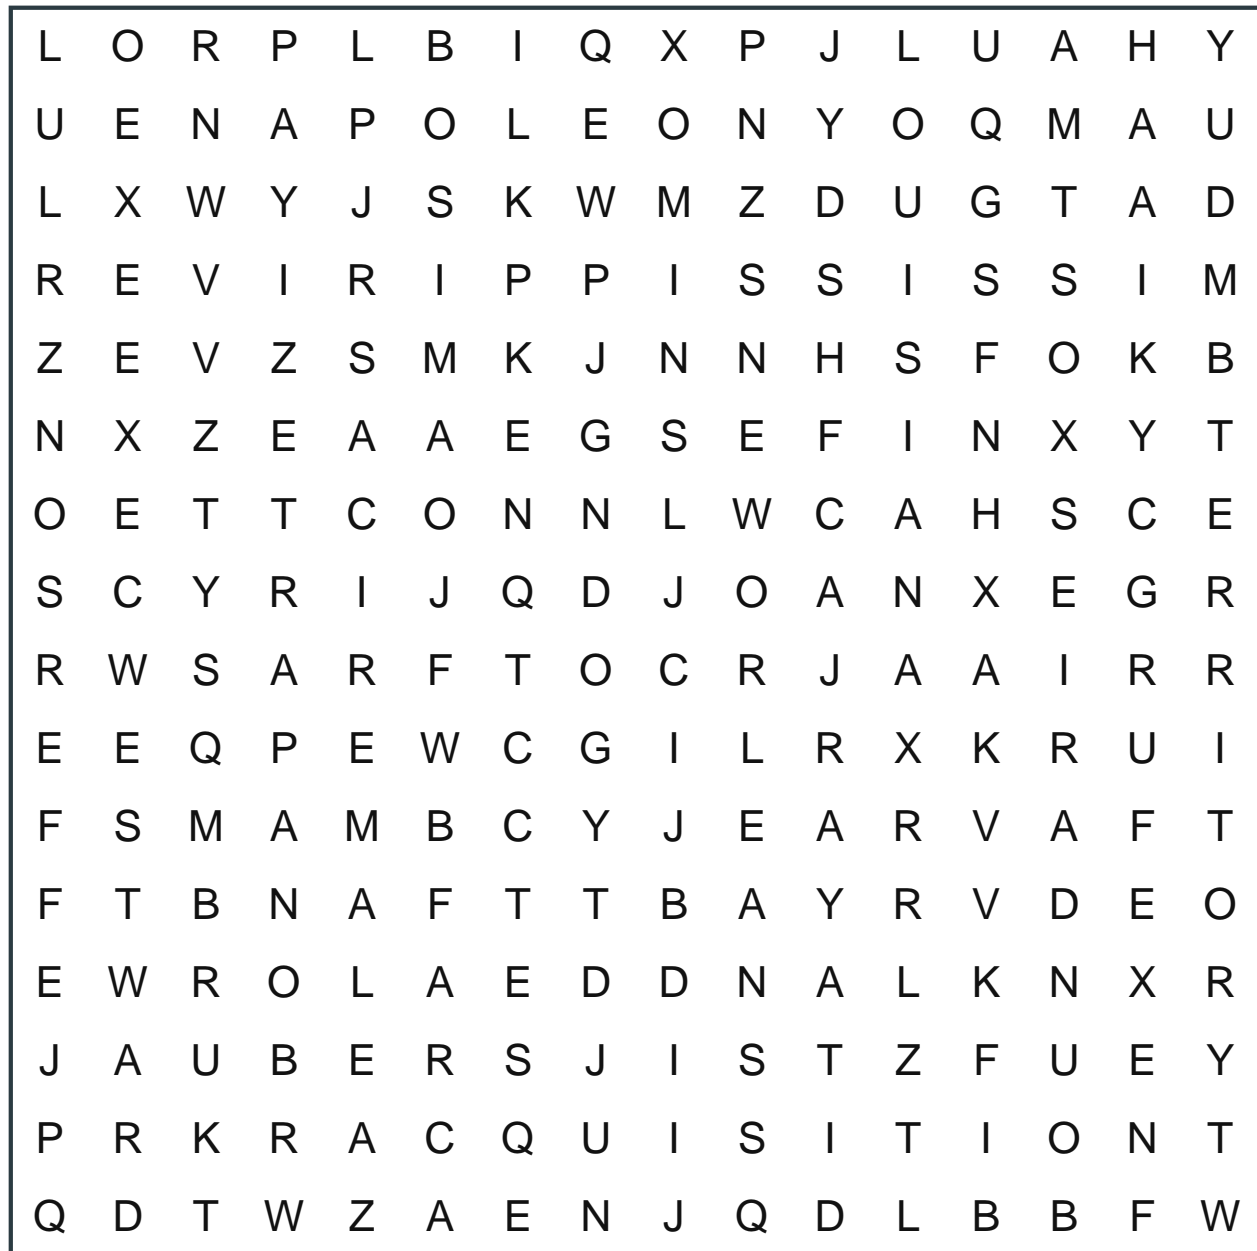 L O R P L B I Q X P J L U A H Y
U E N A P O L E O N Y O Q M A U
L X W Y J S K W M Z D U G T A D
R E V I R I P P I S S I S S I M
Z E V Z S M K J N N H S F O K B
N X Z E A A E G S E F I N X Y T
O E T T C O N N L W C A H S C E
S C Y R I J Q D J O A N X E G R
R W S A R F T O C R J A A I R R
E E Q P E W C G I L R X K R U I
F S M A M B C Y J E A R V A F T
F T B N A F T T B A Y R V D E O
E W R O L A E D D N A L K N X R
J A U B E R S J I S T Z F U E Y
P R K R A C Q U I S I T I O N T
Q D T W Z A E N J Q D L B B F W